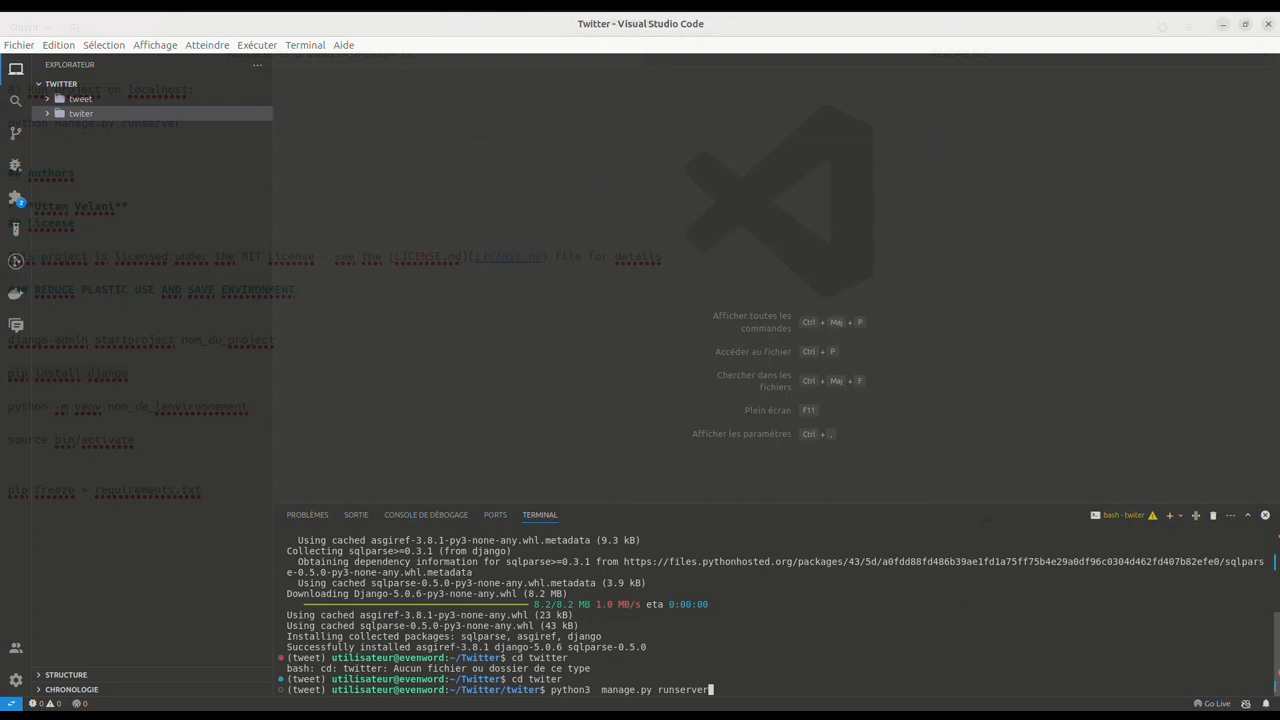 Twitter - Visual Studio Code
Fichier Edition Sélection Affichage Atteindre Exécuter Terminal Aide
EXPLORATEUR
TWITTER
tweet
twiter
on localhost:
python manage.py runserver
## Authors
*Uttam Velani**
## License
project is licensed under the MIT License - see the [LICENSE.md](LICENSE.md) file for details
REDUCE PLASTIC USE AND SAVE ENVIRONMENT
django-admin startproject nom_du_project
pip install django
python -m venv nom_de_lenvironnement
source bin/activate
pip freeze > requirements.txt
Afficher toutes les commandes Ctrl + Maj + P
Accéder au fichier Ctrl + P
Chercher dans les fichiers Ctrl + Maj + F
Plein écran F11
Afficher les paramètres Ctrl + ,
PROBLÈMES SORTIE CONSOLE DE DÉBOGAGE PORTS TERMINAL
bash - twiter
Using cached asgiref-3.8.1-py3-none-any.whl.metadata (9.3 kB)
Collecting sqlparse>=0.3.1 (from django)
Obtaining dependency information for sqlparse>=0.3.1 from https://files.pythonhosted.org/packages/43/5d/a0fdd88fd486b39ae1fd1a75ff75d4e29a0df96c0304d462fd407b82efe0/sqlpars
e-0.5.0-py3-none-any.whl.metadata
Using cached sqlparse-0.5.0-py3-none-any.whl.metadata (3.9 kB)
Downloading Django-5.0.6-py3-none-any.whl (8.2 MB)
8.2/8.2 MB 1.0 MB/s eta 0:00:00
Using cached asgiref-3.8.1-py3-none-any.whl (23 kB)
Using cached sqlparse-0.5.0-py3-none-any.whl (43 kB)
Installing collected packages: sqlparse, asgiref, django
Successfully installed asgiref-3.8.1 django-5.0.6 sqlparse-0.5.0
(tweet) utilisateur@evenword:~/Twitter$ cd twitter
bash: cd: twitter: Aucun fichier ou dossier de ce type
(tweet) utilisateur@evenword:~/Twitter$ cd twiter
(tweet) utilisateur@evenword:~/Twitter/twiter$ python3  manage.py runserver
STRUCTURE
CHRONOLOGIE
2
0 0 0
Go Live